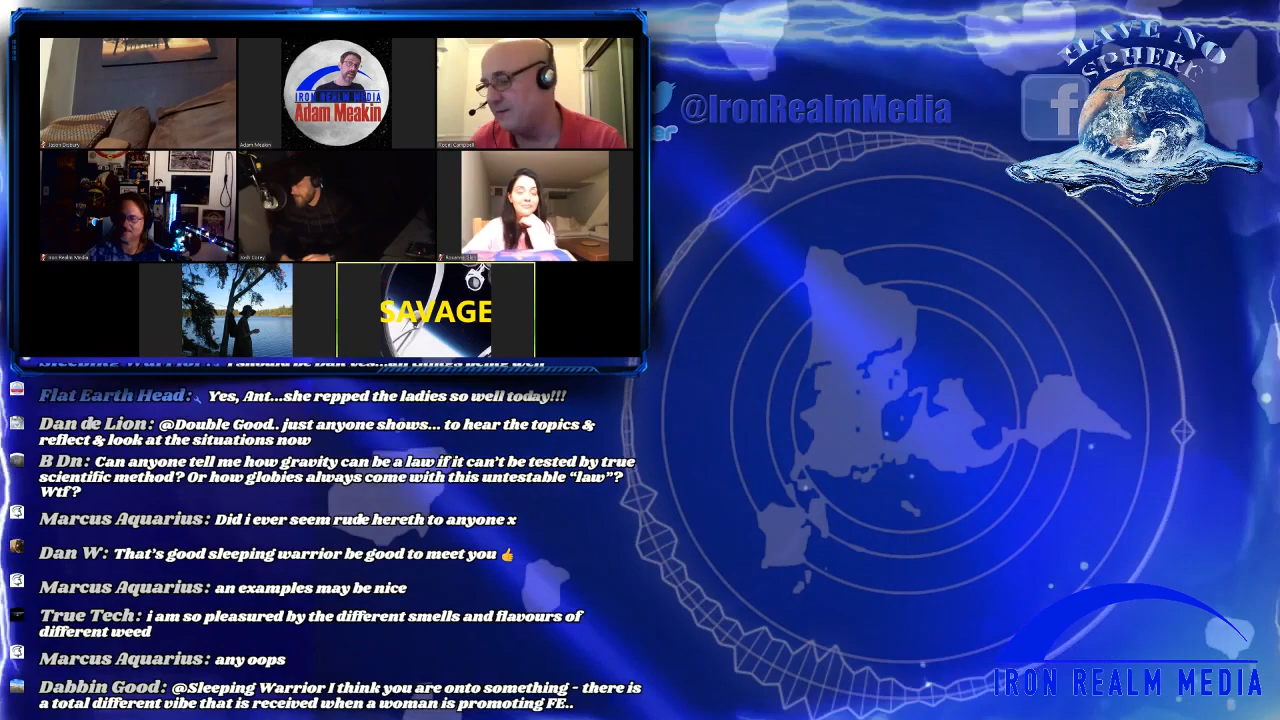 HAVE NO
SPHERE
@IronRealmMedia
f
IRON REALM MEDIA
Adam Meakin
Jason Disbury
Adam Meakin
Iron Realm Media
Josh Corey
SAVAGE
Flat Earth Head: Yes, Ant...she repped the ladies so well today!!!
Dan de Lion: @Double Good.. just anyone shows... to hear the topics &
reflect & look at the situations now
B Dn: Can anyone tell me how gravity can be a law if it can't be tested by true
scientific method? Or how globies always come with this untestable "law"?
Wtf?
Marcus Aquarius: Did i ever seem rude hereth to anyone x
Dan W: That's good sleeping warrior be good to meet you 👍
Marcus Aquarius: an examples may be nice
True Tech: i am so pleasured by the different smells and flavours of
different weed
Marcus Aquarius: any oops
Dabbin Good: @Sleeping Warrior I think you are onto something - there is
a total different vibe that is received when a woman is promoting FE..
IRON REALM MEDIA